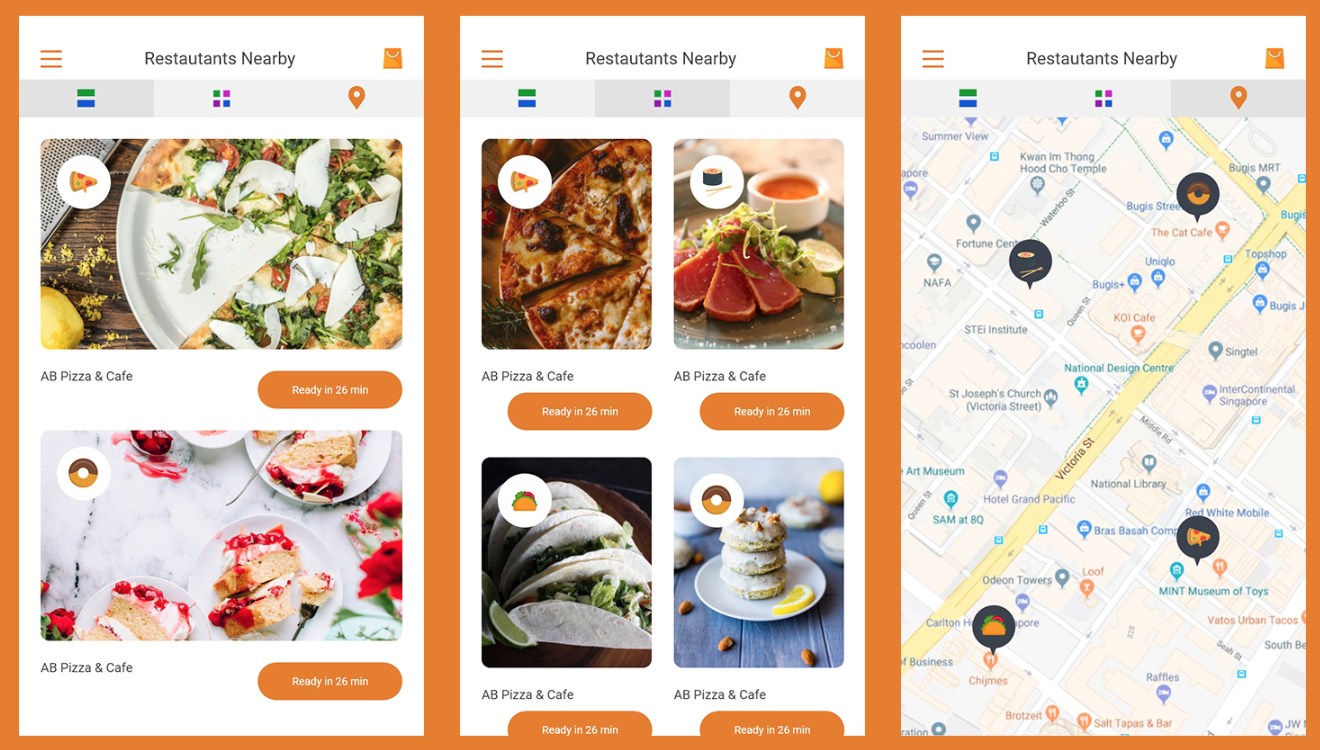 Restautants Nearby
AB Pizza & Cafe
Ready in 26 min
AB Pizza & Cafe
Ready in 26 min
Restautants Nearby
AB Pizza & Cafe
AB Pizza & Cafe
Ready in 26 min
Ready in 26 min
AB Pizza & Cafe
AB Pizza & Cafe
Ready in 26 min
Ready in 26 min
Restautants Nearby
Summer View
Kwan Im Thong
Hood Cho Temple
Bugis MRT
apore
Waterloo St
Bugis Stree
Bugis
The Cat Cafe
Fortune Cent
Topshop
Uniqlo
NAFA
Bugis+
Bugis J
Queen St
KOI Cafe
STEi Institute
ncoolen
Singtel
National Design Centre
St Joseph's Church
(Victoria Street)
InterContinental
Singapore
Middle Rd
Victoria St
e Art Museum
National Library
Hotel Grand Pacific
Queen St
SAM at 8Q
Red White Mobile
Bras Basah Comp
Odeon Towers
Loof
MINT Museum of Toys
Carlton Ho
apore
Vatos Urban Tacos
328
Seah St
South Be
of Business
Chijmes
Raffles
Brotzeit
Salt Tapas & Bar
JW M
ration